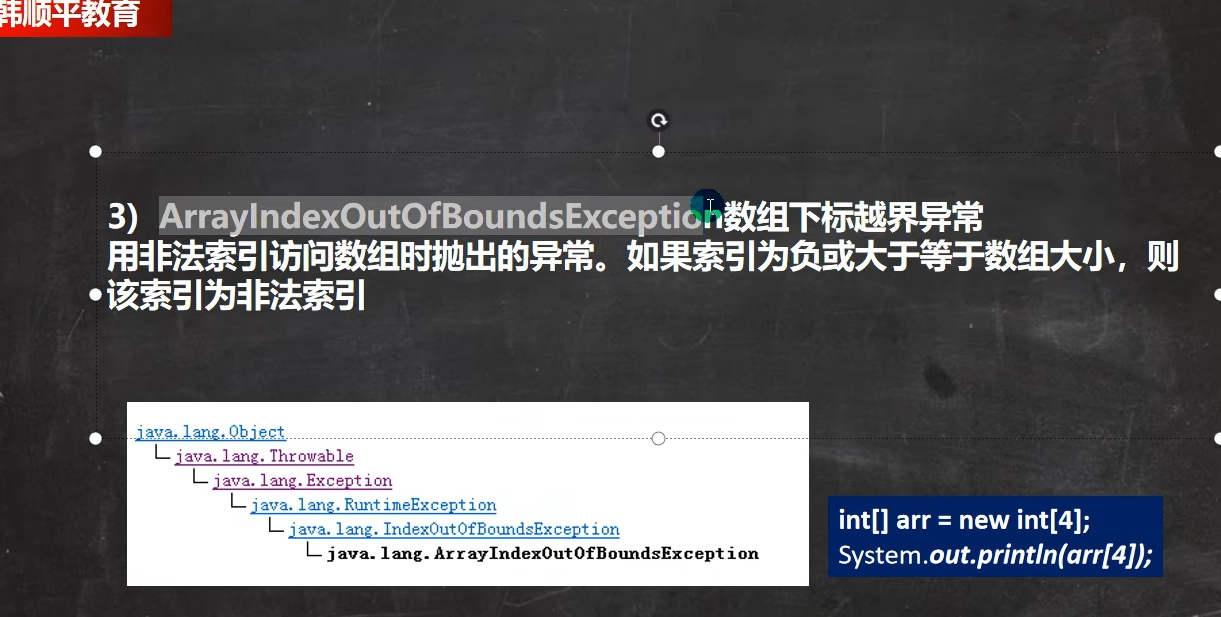 韩顺平教育
3) ArrayIndexOutOfBoundsException数组下标越界异常
用非法索引访问数组时抛出的异常。如果索引为负或大于等于数组大小，则
该索引为非法索引
java.lang.Object
java.lang.Throwable
java.lang.Exception
java.lang.RuntimeException
java.lang.IndexOutOfBoundsException
java.lang.ArrayIndexOutOfBoundsException
int[] arr = new int[4];
System.out.println(arr[4]);